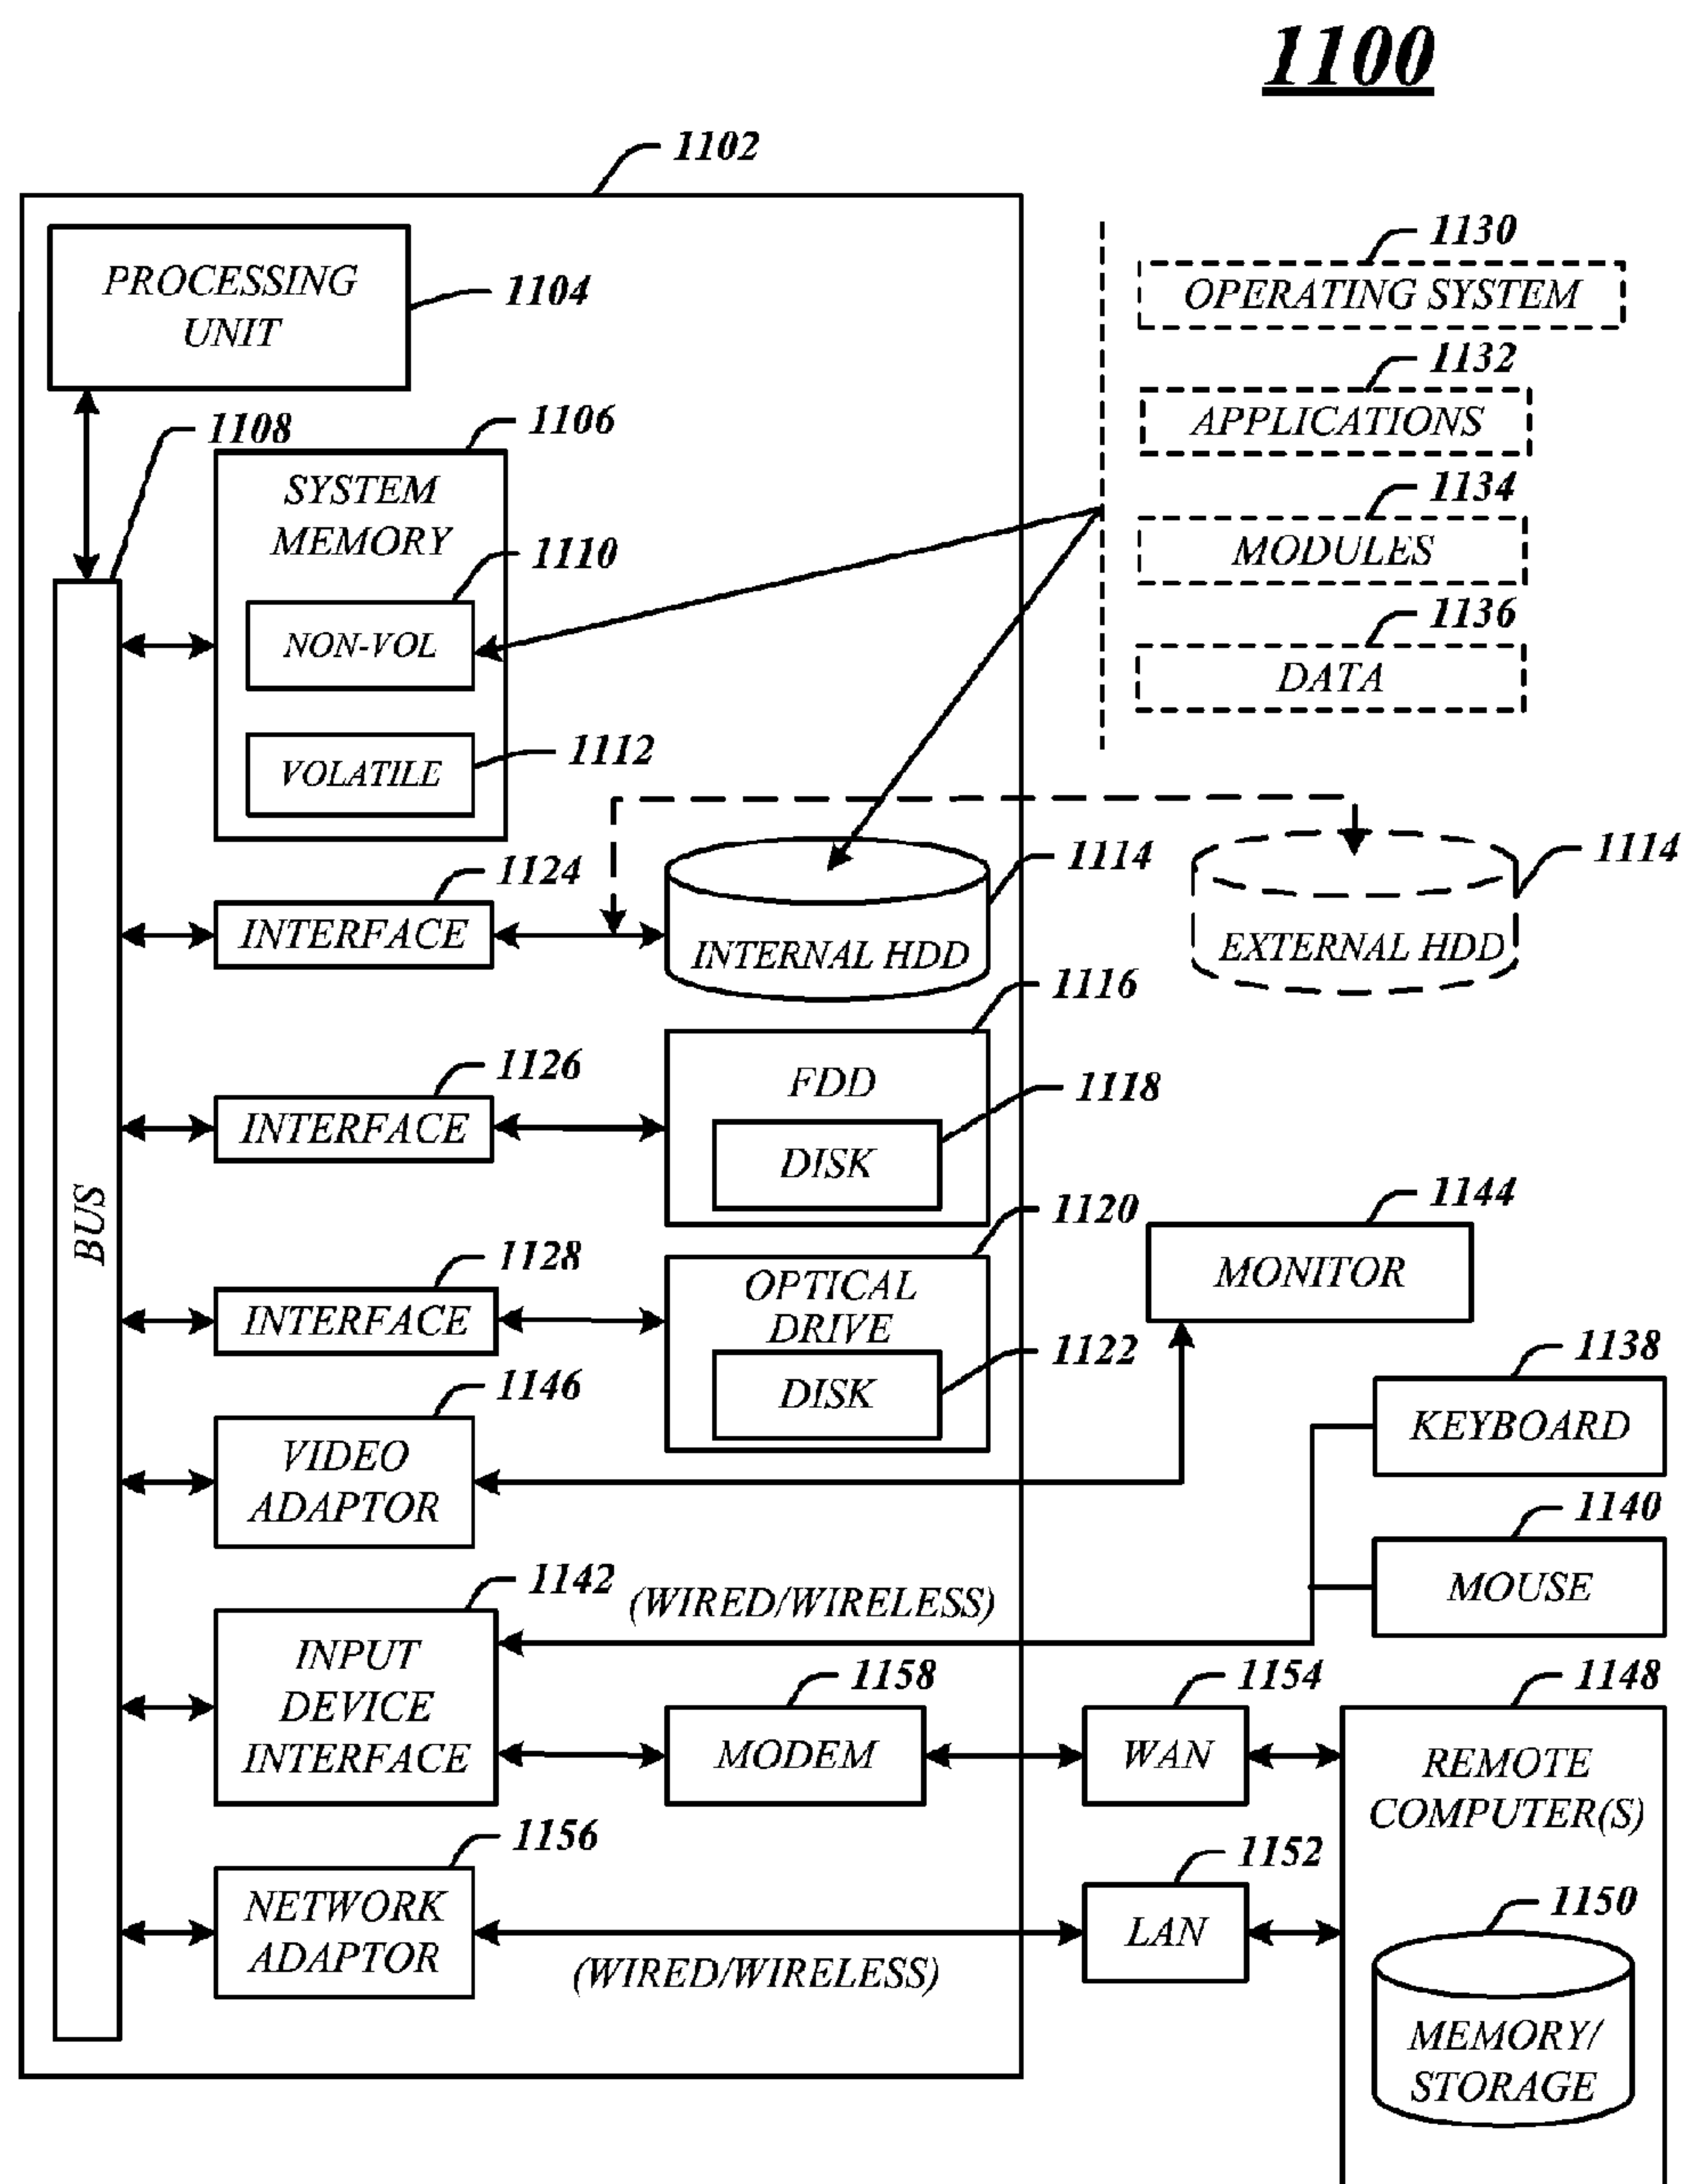 1100
1102
PROCESSING
UNIT
1104
1130
OPERATING SYSTEM
1132
APPLICATIONS
1134
MODULES
1136
DATA
1108
1106
SYSTEM
MEMORY
1110
NON-VOL
VOLATILE
1112
1124
INTERFACE
INTERNAL HDD
1114
EXTERNAL HDD
1114
1126
INTERFACE
1116
FDD
1118
DISK
BUS
1128
INTERFACE
1120
OPTICAL
DRIVE
1122
DISK
1144
MONITOR
1146
VIDEO
ADAPTOR
1138
KEYBOARD
1140
MOUSE
1142
(WIRED/WIRELESS)
INPUT
DEVICE
INTERFACE
1158
MODEM
1154
WAN
1148
REMOTE
COMPUTER(S)
1156
NETWORK
ADAPTOR
(WIRED/WIRELESS)
1152
LAN
1150
MEMORY/
STORAGE